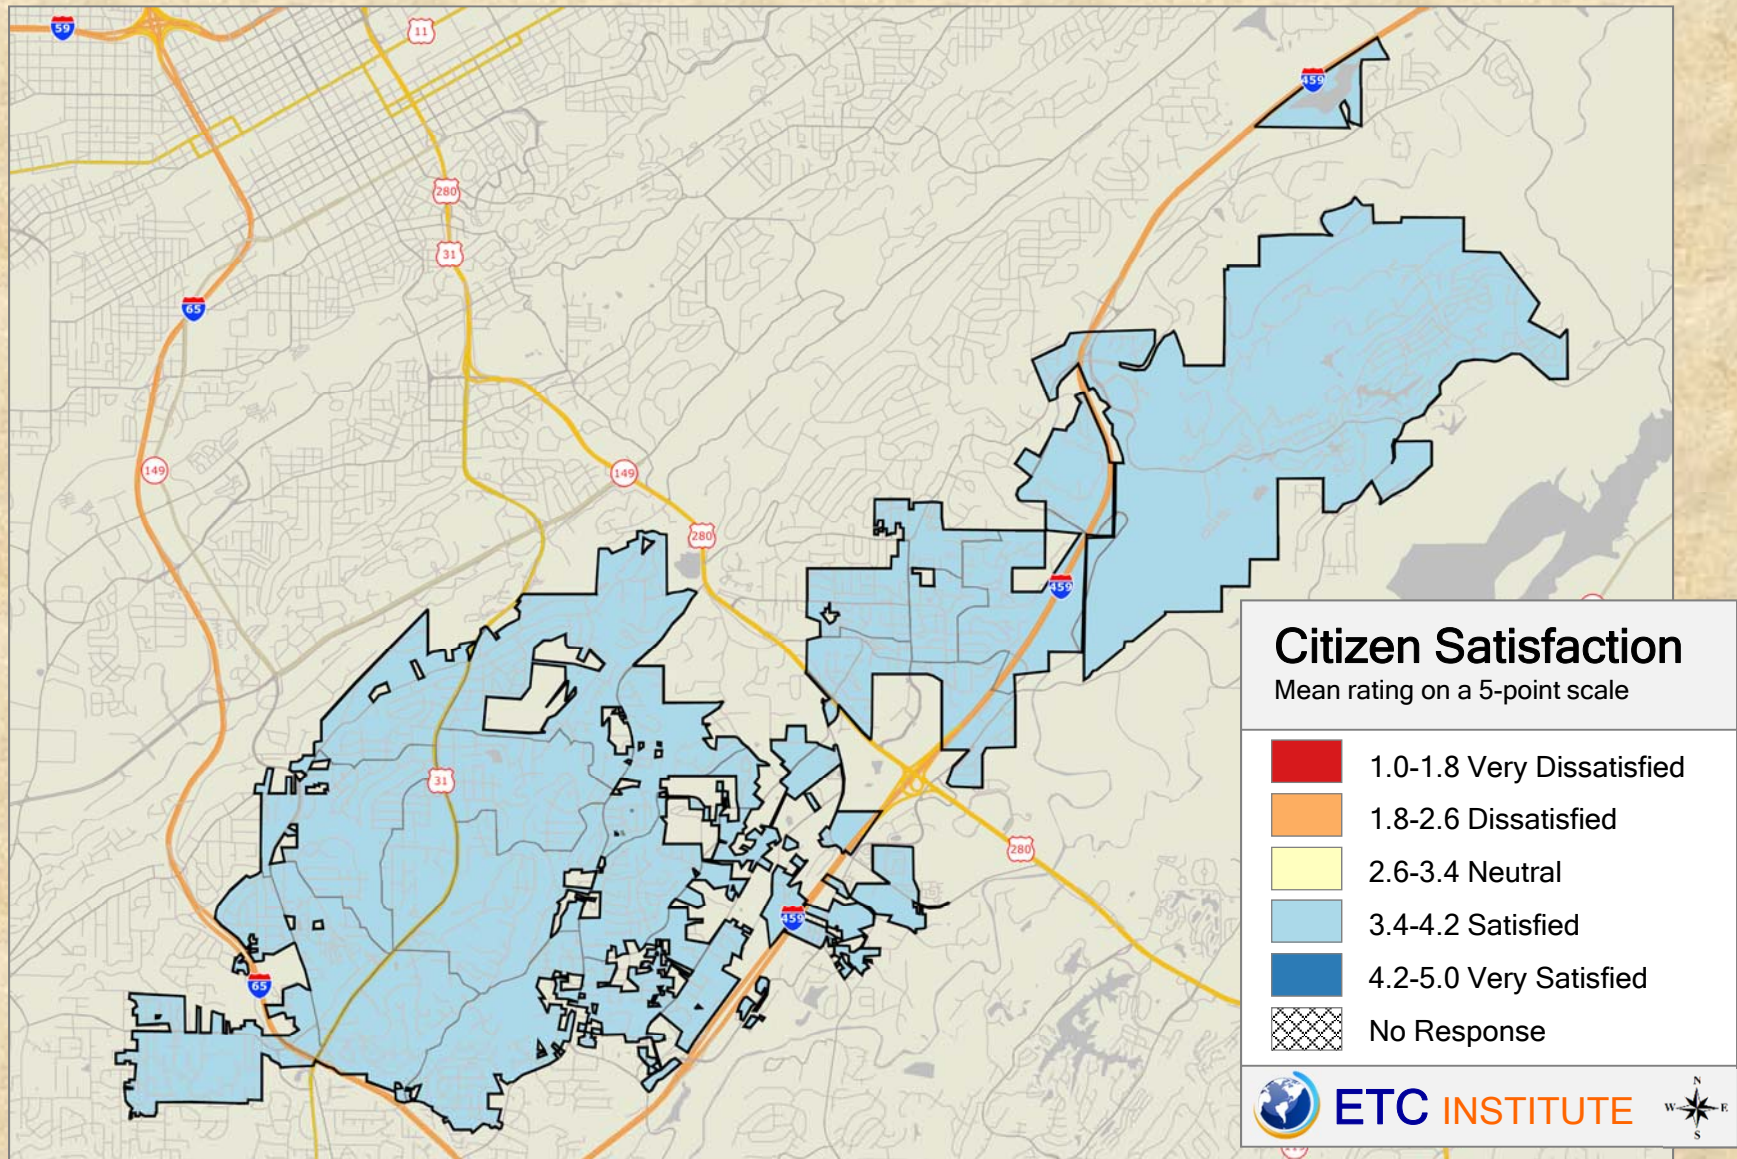 59
11
459
280
31
65
149
149
280
459
31
280
459
65
Citizen Satisfaction
Mean rating on a 5-point scale
1.0-1.8 Very Dissatisfied
1.8-2.6 Dissatisfied
2.6-3.4 Neutral
3.4-4.2 Satisfied
4.2-5.0 Very Satisfied
No Response
ETC INSTITUTE
N
W E
S